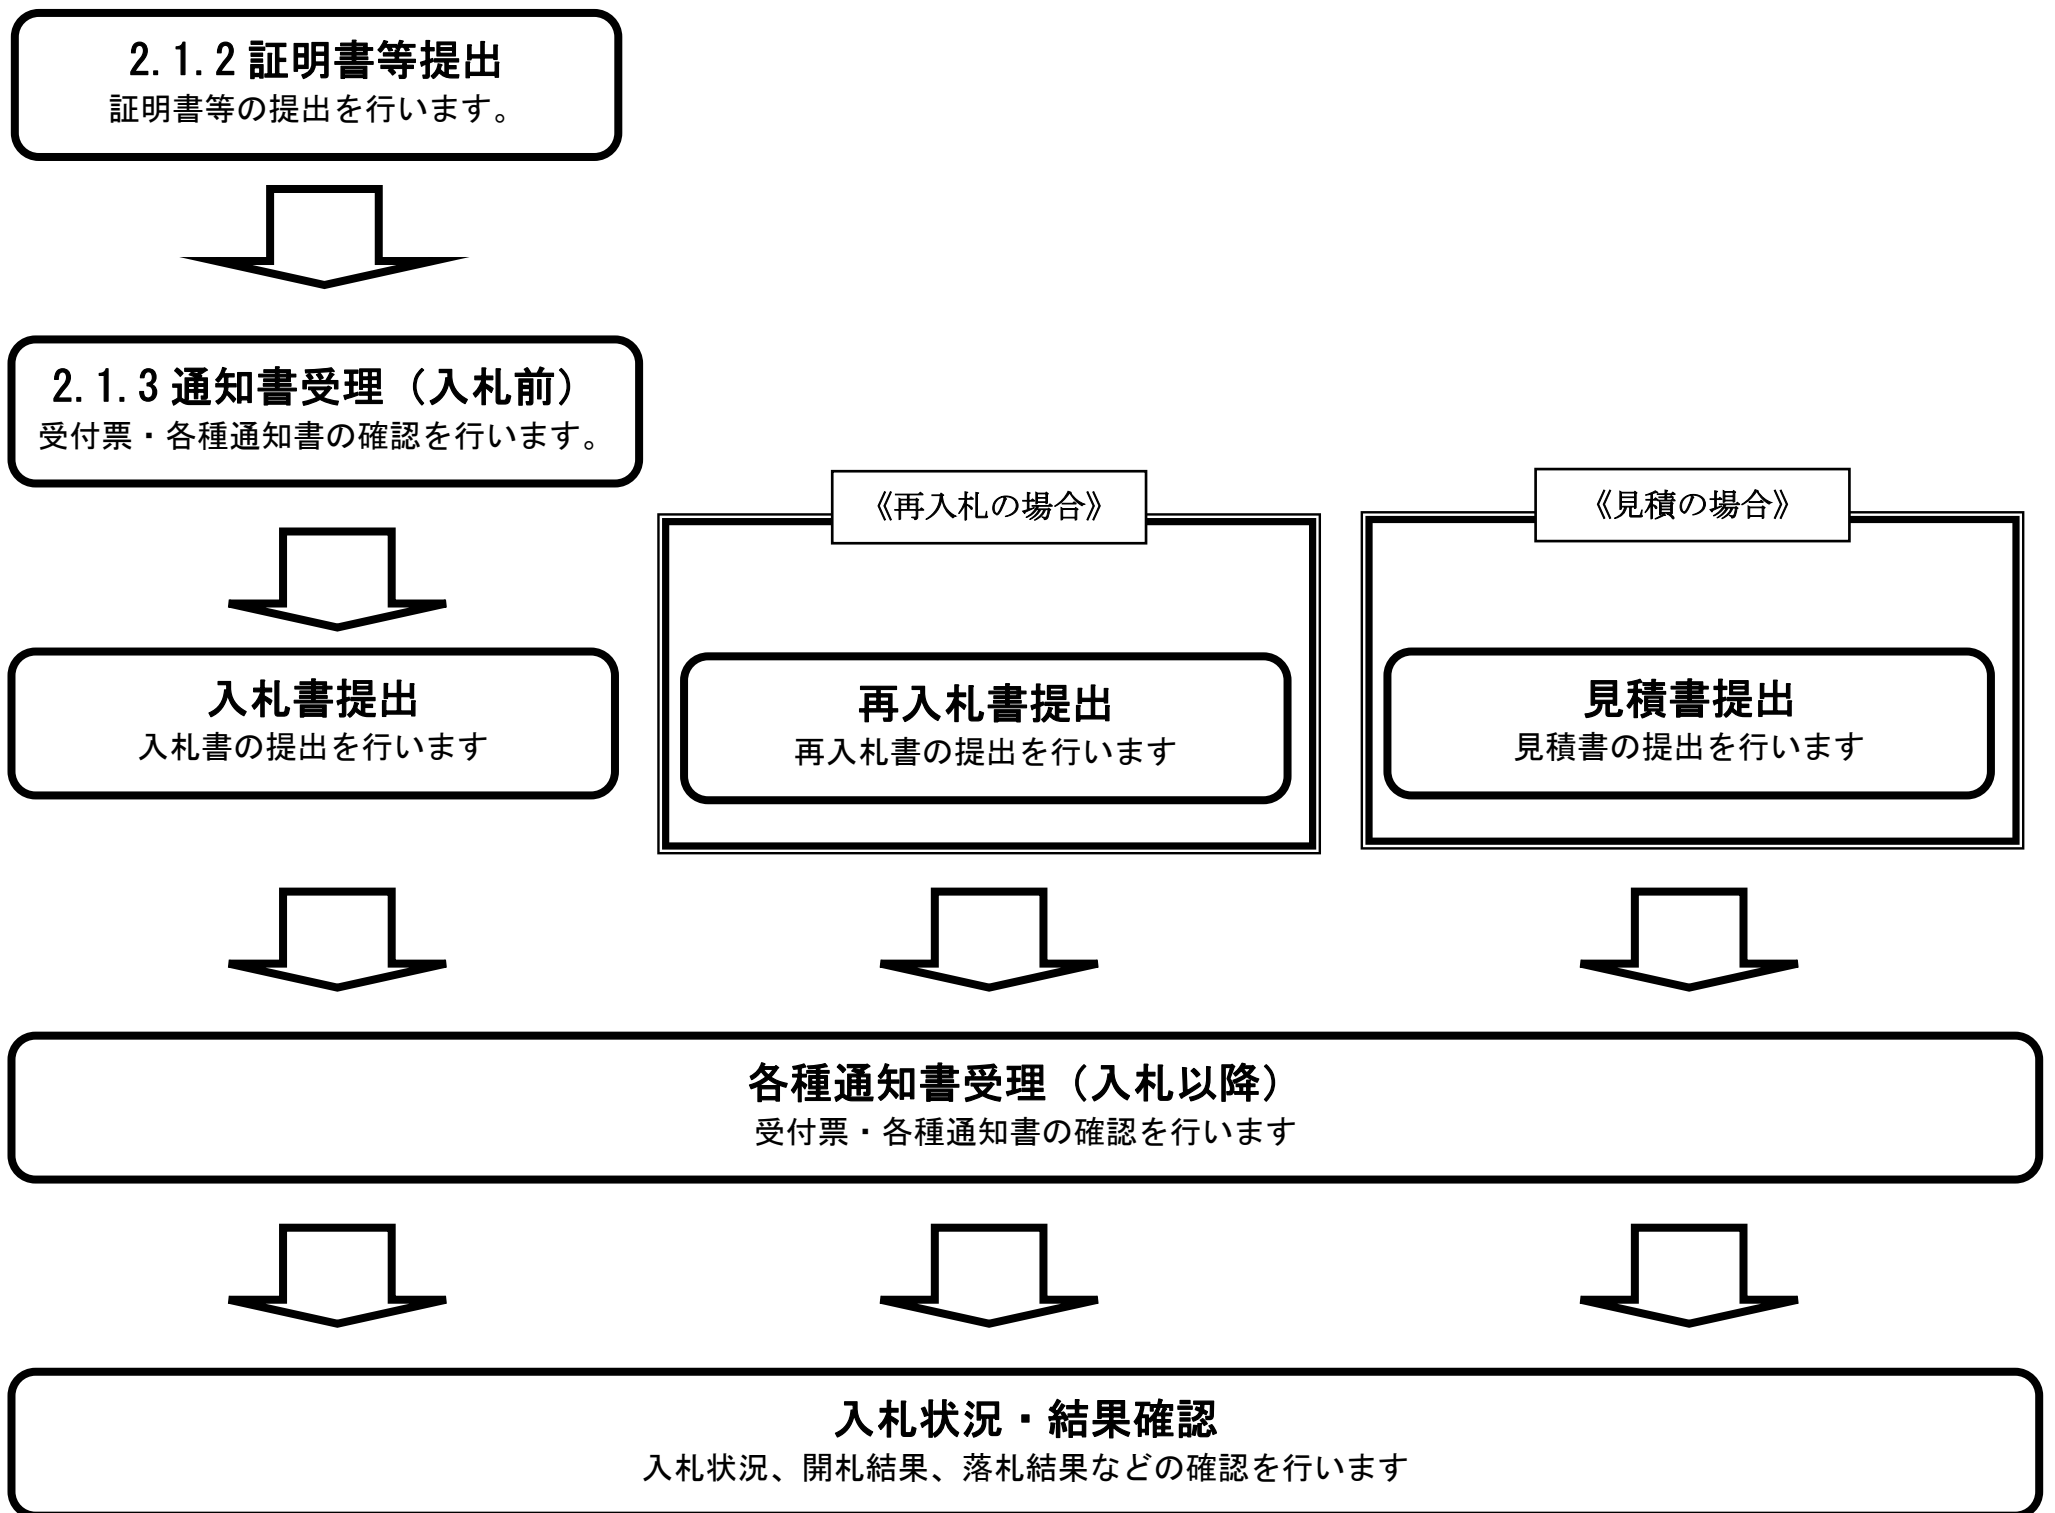 2.1.2 証明書等提出
証明書等の提出を行います。
2.1.3 通知書受理（入札前）
受付票・各種通知書の確認を行います。
《再入札の場合》
《見積の場合》
入札書提出
入札書の提出を行います
再入札書提出
再入札書の提出を行います
見積書提出
見積書の提出を行います
各種通知書受理（入札以降）
受付票・各種通知書の確認を行います
入札状況・結果確認
入札状況、開札結果、落札結果などの確認を行います